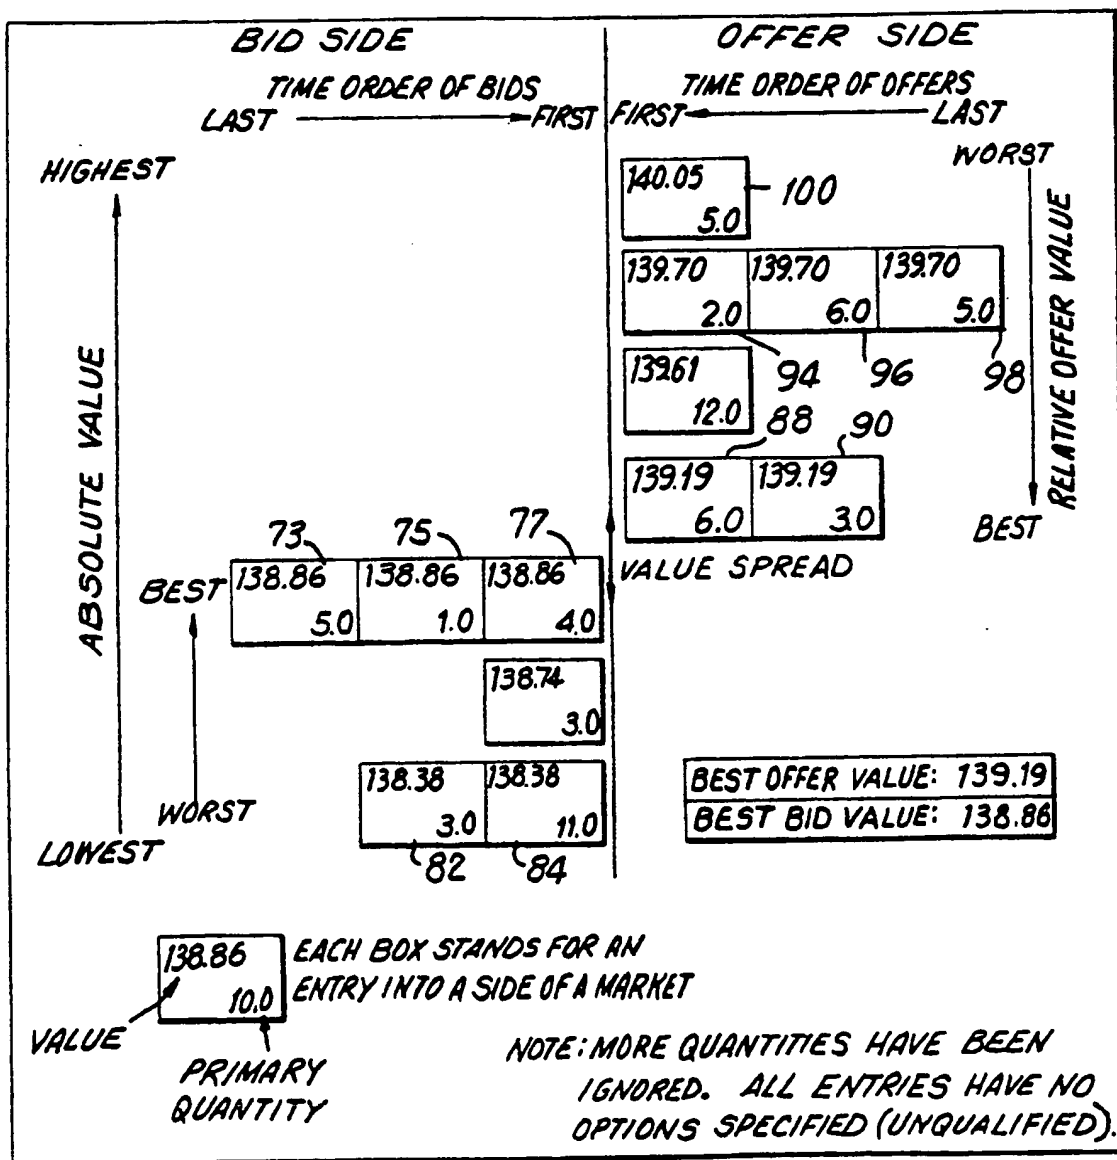 BID SIDE
OFFER SIDE
TIME ORDER OF BIDS
LAST FIRST
TIME ORDER OF OFFERS
FIRST LAST
HIGHEST
ABSOLUTE VALUE
LOWEST
WORST
RELATIVE OFFER VALUE
BEST
140.05
5.0
100
139.70 139.70 139.70
2.0 6.0 5.0
94 96 98
139.61
12.0
88 90
139.19 139.19
6.0 3.0
VALUE SPREAD
73 75 77
BEST
138.86 138.86 138.86
5.0 1.0 4.0
138.74
3.0
138.38 138.38
3.0 11.0
WORST
82 84
BEST OFFER VALUE: 139.19
BEST BID VALUE: 138.86
138.86
10.0
EACH BOX STANDS FOR AN
ENTRY INTO A SIDE OF A MARKET
VALUE
PRIMARY
QUANTITY
NOTE: MORE QUANTITIES HAVE BEEN
IGNORED. ALL ENTRIES HAVE NO
OPTIONS SPECIFIED (UNQUALIFIED).